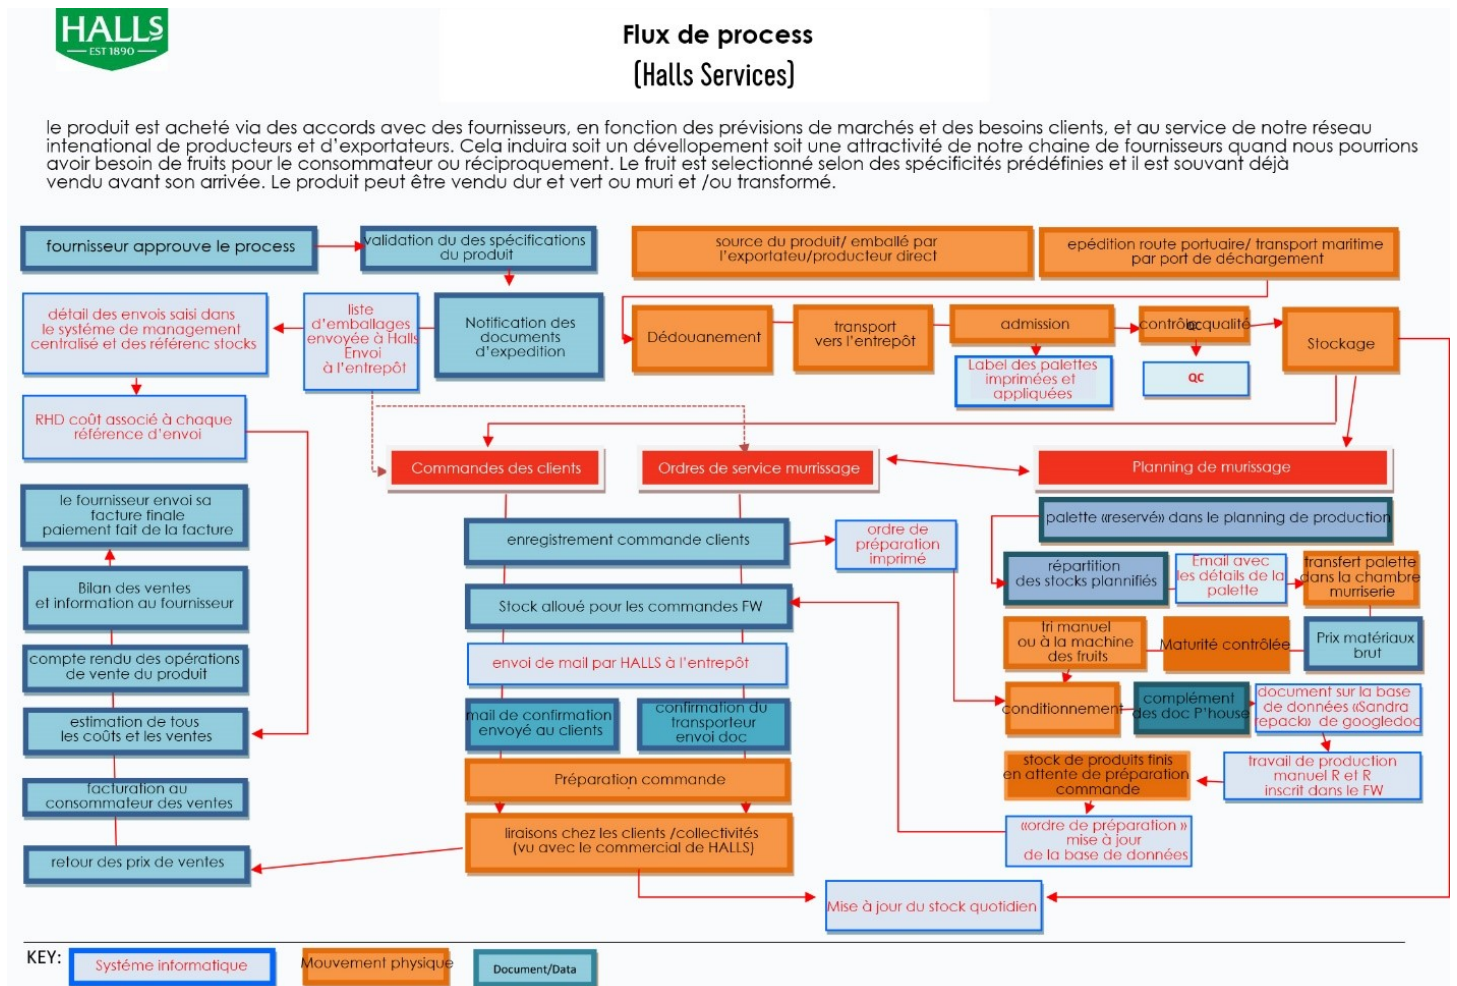 HALLS
EST 1890
Flux de process
(Halls Services)
le produit est acheté via des accords avec des fournisseurs, en fonction des prévisions de marchés et des besoins clients, et au service de notre réseau
intenational de producteurs et d'exportateurs. Cela induira soit un dévellopement soit une attractivité de notre chaine de fournisseurs quand nous pourrions
avoir besoin de fruits pour le consommateur ou réciproquement. Le fruit est selectionné selon des spécificités prédéfinies et il est souvant déjà
vendu avant son arrivée. Le produit peut être vendu dur et vert ou muri et /ou transformé.
fournisseur approuve le process
validation du des spécifications
du produit
source du produit/ emballé par
l'exportateu/producteur direct
epédition route portuaire/ transport maritime
par port de déchargement
détail des envois saisi dans
le systéme de management
centralisé et des référenc stocks
liste
d'emballages
envoyée à Halls
Envoi
à l'entrepôt
Notification des
documents
d'expedition
Dédouanement
transport
vers l'entrepôt
admission
contrôle qualité
QC
Stockage
Label des palettes
imprimées et
appliquées
QC
RHD coût associé à chaque
référence d'envoi
Commandes des clients
Ordres de service murrissage
Planning de murissage
le fournisseur envoi sa
facture finale
paiement fait de la facture
enregistrement commande clients
ordre de
préparation
imprimé
palette «reservé» dans le planning de production
répartition
des stocks plannifiés
Email avec
les détails de la
palette
transfert palette
dans la chambre
murriserie
Bilan des ventes
et information au fournisseur
Stock alloué pour les commandes FW
tri manuel
ou à la machine
des fruits
Maturité contrôlée
Prix matériaux
brut
compte rendu des opérations
de vente du produit
envoi de mail par HALLS à l'entrepôt
estimation de tous
les coûts et les ventes
mail de confirmation
envoyé au clients
confirmation du
transporteur
envoi doc
conditionnement
complément
des doc P'house
document sur la base
de données «Sandra
repack» de googledoc
facturation au
consommateur des ventes
Préparation commande
stock de produits finis
en attente de préparation
commande
travail de production
manuel R et R
inscrit dans le FW
retour des prix de ventes
liraisons chez les clients /collectivités
(vu avec le commercial de HALLS)
«ordre de préparation »
mise à jour
de la base de données
Mise à jour du stock quotidien
KEY:
Systéme informatique
Mouvement physique
Document/Data